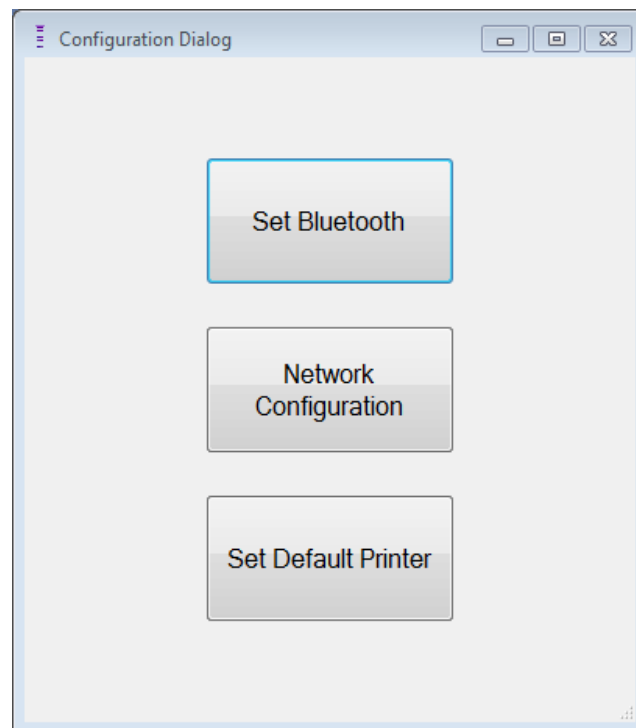 Configuration Dialog
Set Bluetooth
Network
Configuration
Set Default Printer